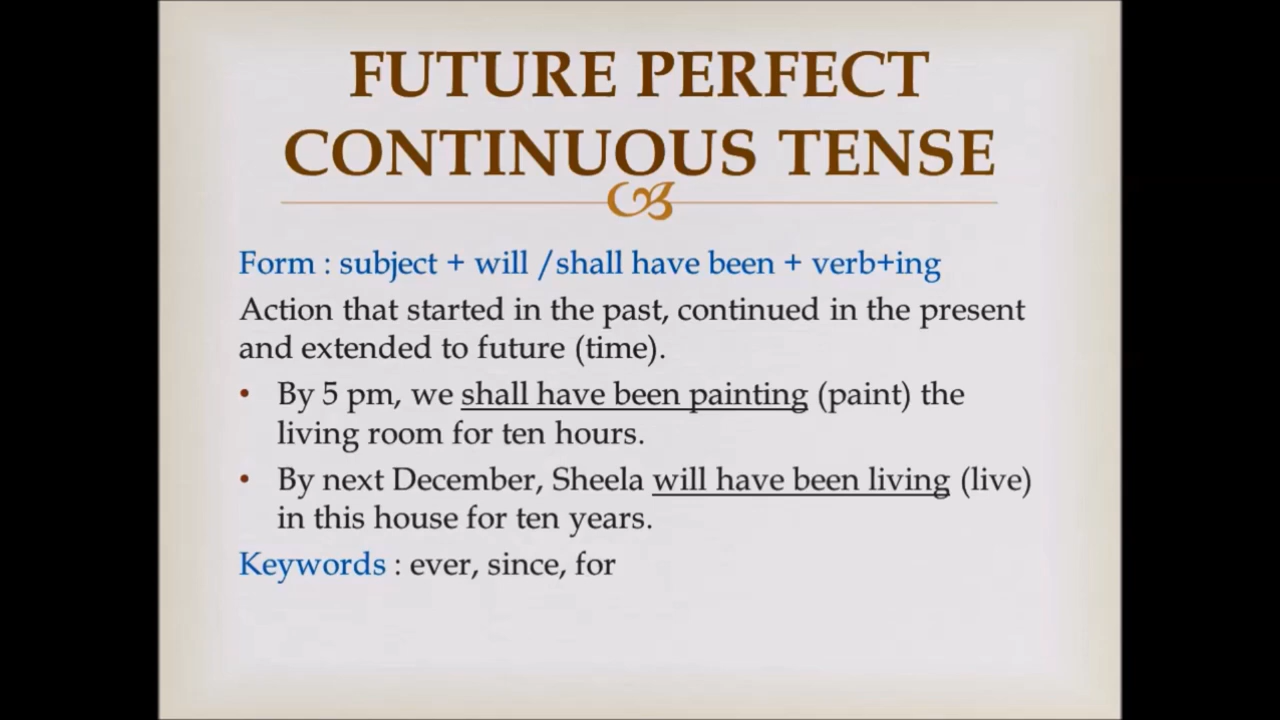 FUTURE PERFECT
CONTINUOUS TENSE
Form : subject + will /shall have been + verb+ing
Action that started in the past, continued in the present
and extended to future (time).
• By 5 pm, we shall have been painting (paint) the
living room for ten hours.
• By next December, Sheela will have been living (live)
in this house for ten years.
Keywords : ever, since, for